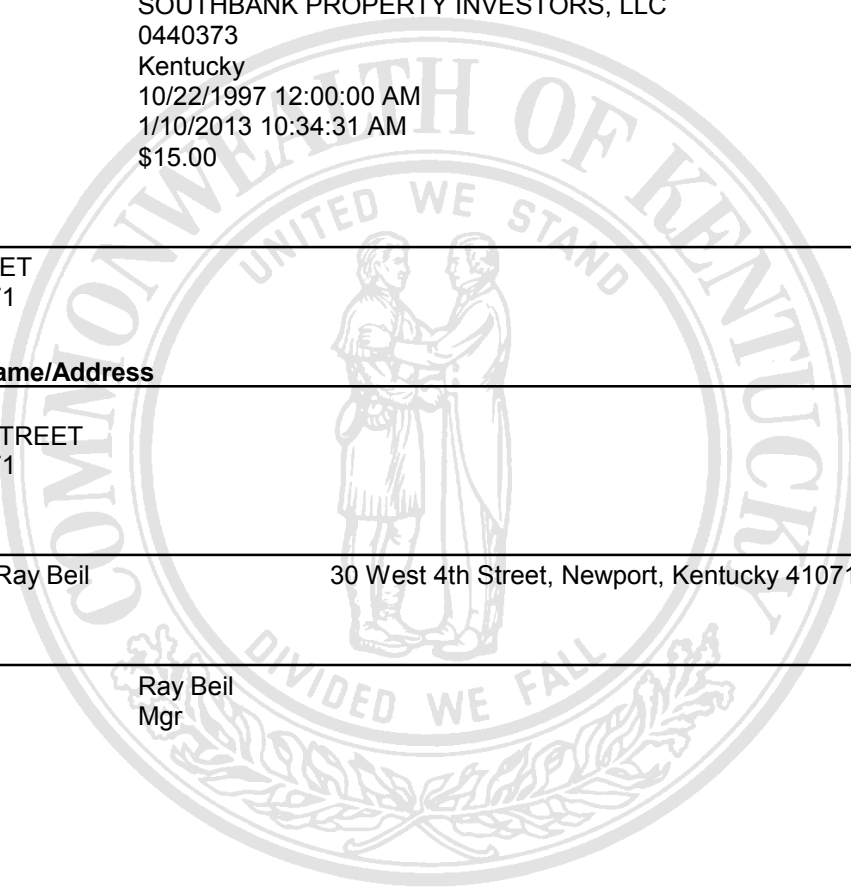 SOUTHBANK PROPERTY INVESTORS, LLC
0440373
Kentucky
10/22/1997 12:00:00 AM
1/10/2013 10:34:31 AM
$15.00
ET
1
ame/Address
TREET
1
Ray Beil 30 West 4th Street, Newport, Kentucky 41071
Ray Beil
Mgr
COMMONWEALTH OF KENTUCKY
UNITED WE STAND
DIVIDED WE FALL